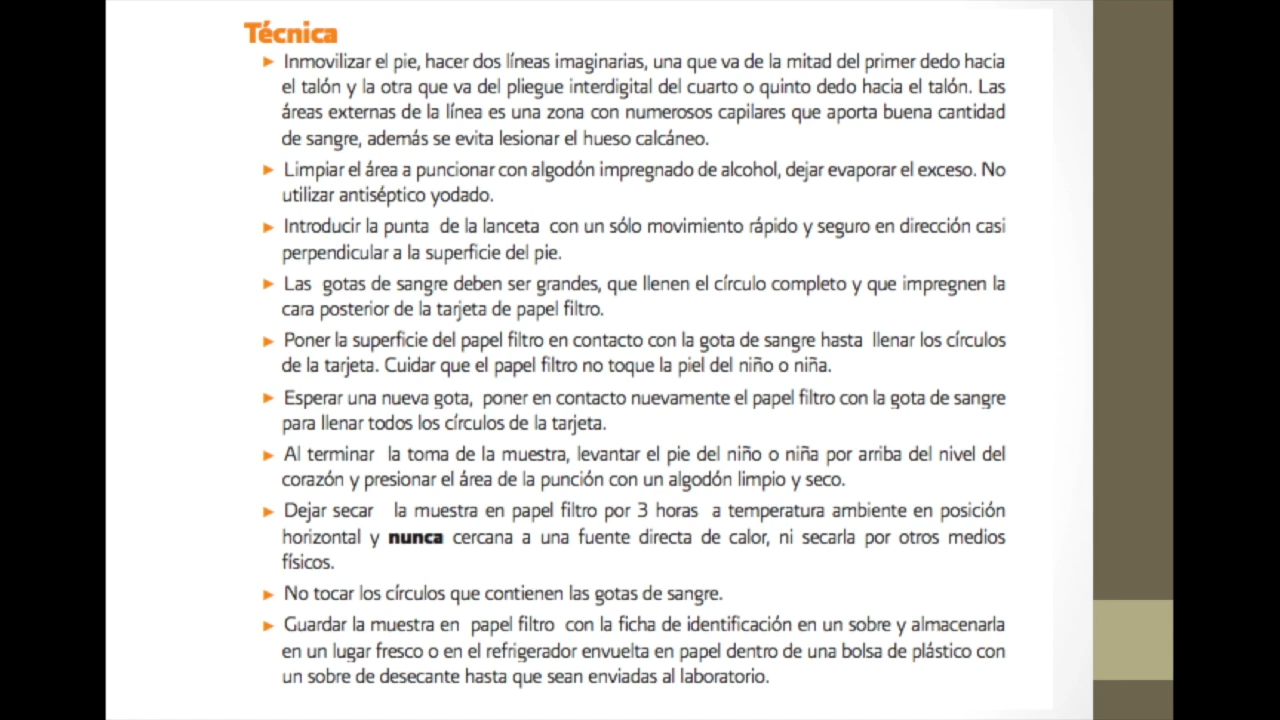 Técnica
▸ Inmovilizar el pie, hacer dos líneas imaginarias, una que va de la mitad del primer dedo hacia
el talón y la otra que va del pliegue interdigital del cuarto o quinto dedo hacia el talón. Las
áreas externas de la línea es una zona con numerosos capilares que aporta buena cantidad
de sangre, además se evita lesionar el hueso calcáneo.
▸ Limpiar el área a puncionar con algodón impregnado de alcohol, dejar evaporar el exceso. No
utilizar antiséptico yodado.
▸ Introducir la punta de la lanceta con un sólo movimiento rápido y seguro en dirección casi
perpendicular a la superficie del pie.
▸ Las gotas de sangre deben ser grandes, que llenen el círculo completo y que impregnen la
cara posterior de la tarjeta de papel filtro.
▸ Poner la superficie del papel filtro en contacto con la gota de sangre hasta llenar los círculos
de la tarjeta. Cuidar que el papel filtro no toque la piel del niño o niña.
▸ Esperar una nueva gota, poner en contacto nuevamente el papel filtro con la gota de sangre
para llenar todos los círculos de la tarjeta.
▸ Al terminar la toma de la muestra, levantar el pie del niño o niña por arriba del nivel del
corazón y presionar el área de la punción con un algodón limpio y seco.
▸ Dejar secar la muestra en papel filtro por 3 horas a temperatura ambiente en posición
horizontal y nunca cercana a una fuente directa de calor, ni secarla por otros medios
físicos.
▸ No tocar los círculos que contienen las gotas de sangre.
▸ Guardar la muestra en papel filtro con la ficha de identificación en un sobre y almacenarla
en un lugar fresco o en el refrigerador envuelta en papel dentro de una bolsa de plástico con
un sobre de desecante hasta que sean enviadas al laboratorio.